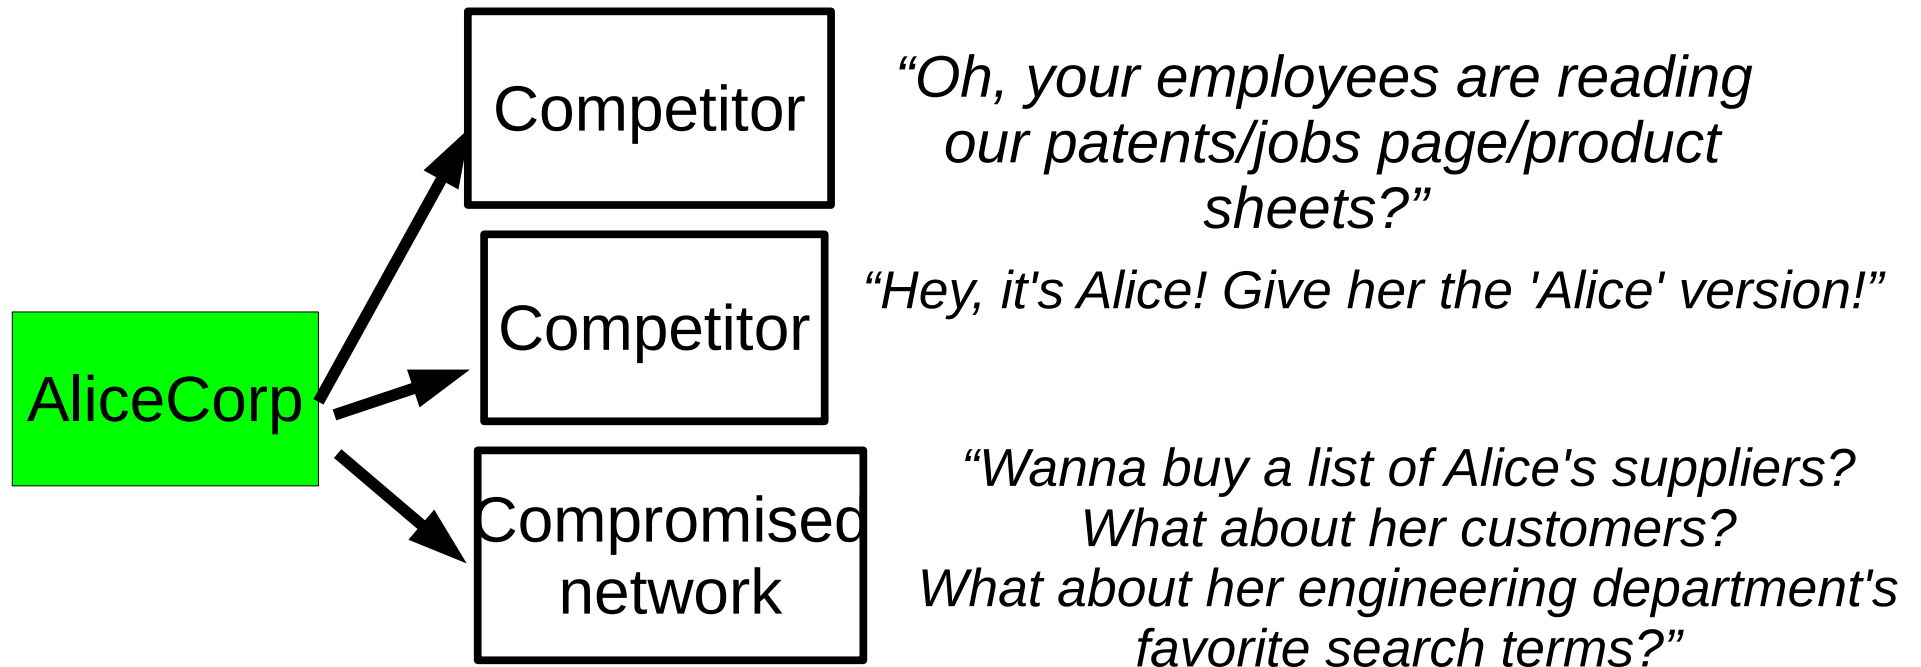 Competitor
“Oh, your employees are reading
our patents/jobs page/product
sheets?”
Competitor
“Hey, it's Alice! Give her the 'Alice' version!”
AliceCorp
Compromised
network
“Wanna buy a list of Alice's suppliers?
What about her customers?
What about her engineering department's
favorite search terms?”